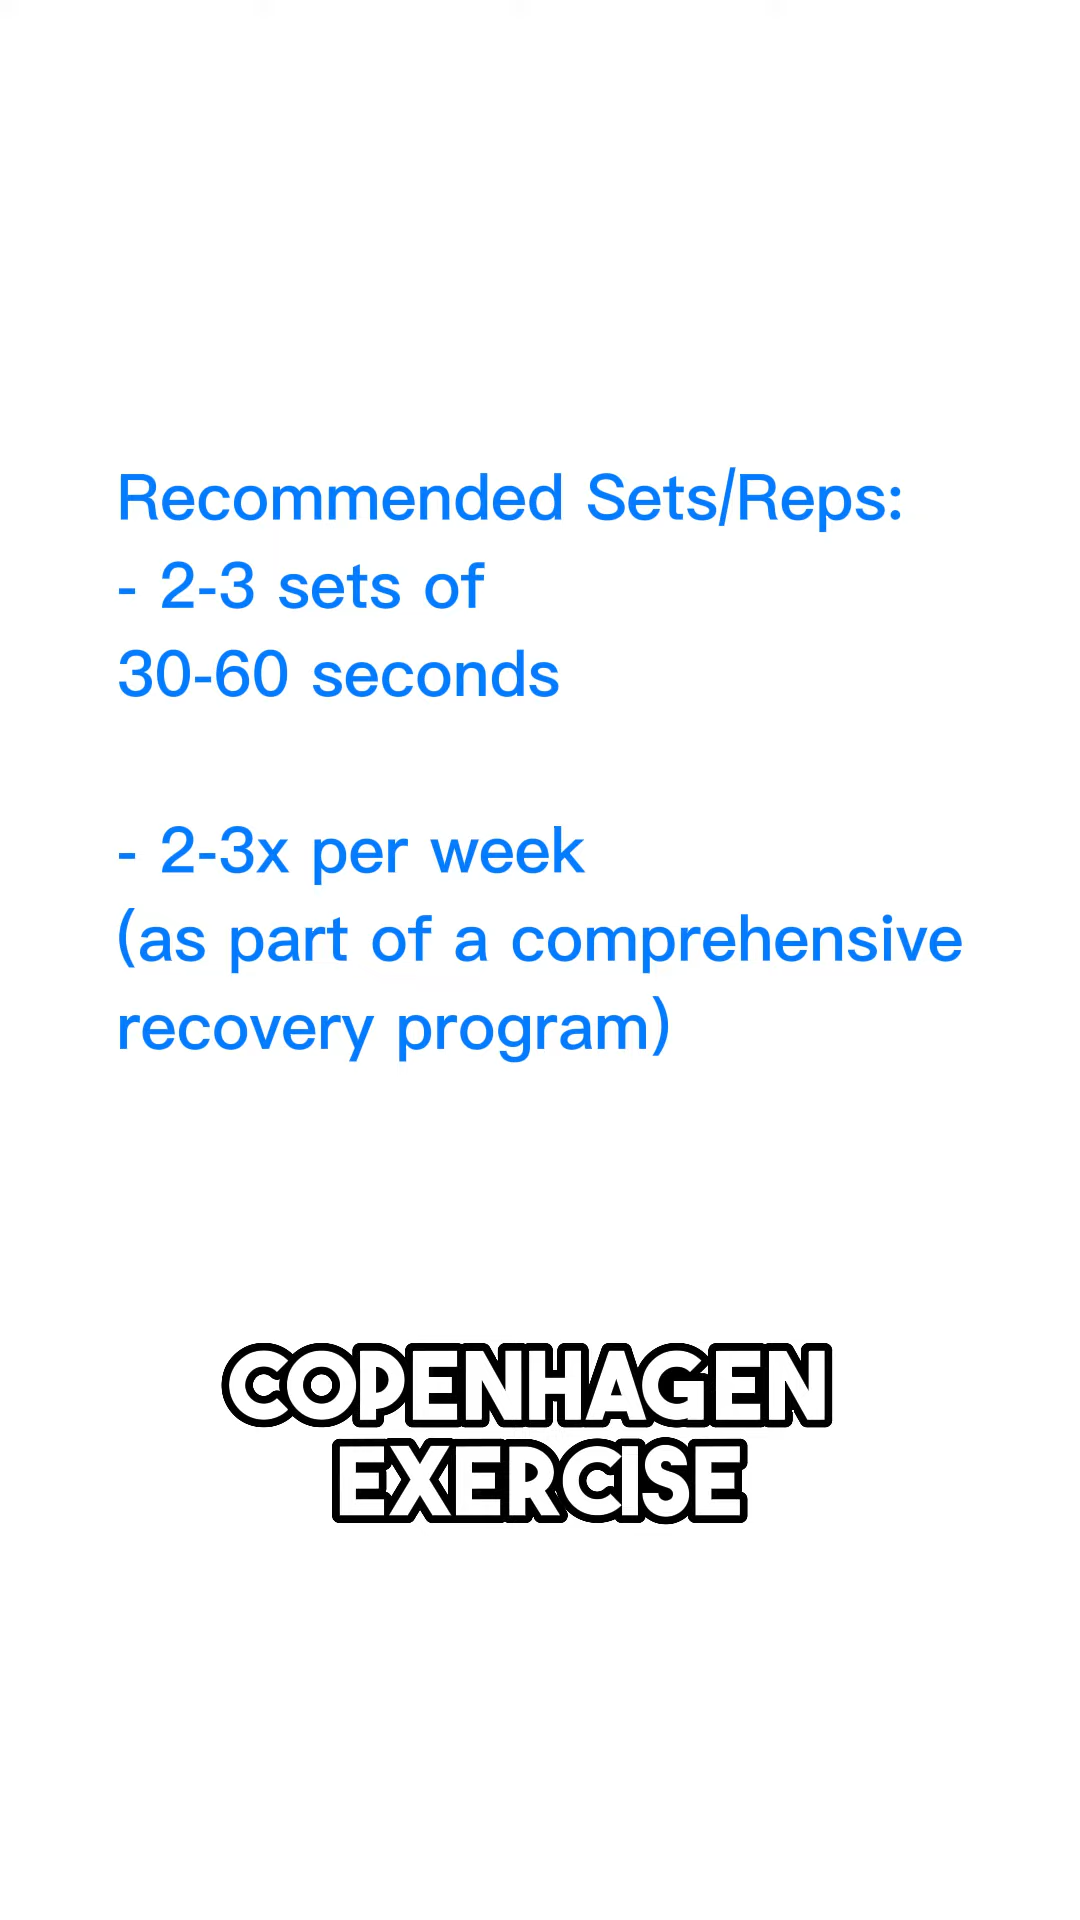 Recommended Sets/Reps:
- 2-3 sets of
30-60 seconds
- 2-3x per week
(as part of a comprehensive
recovery program)
COPENHAGEN
EXERCISE